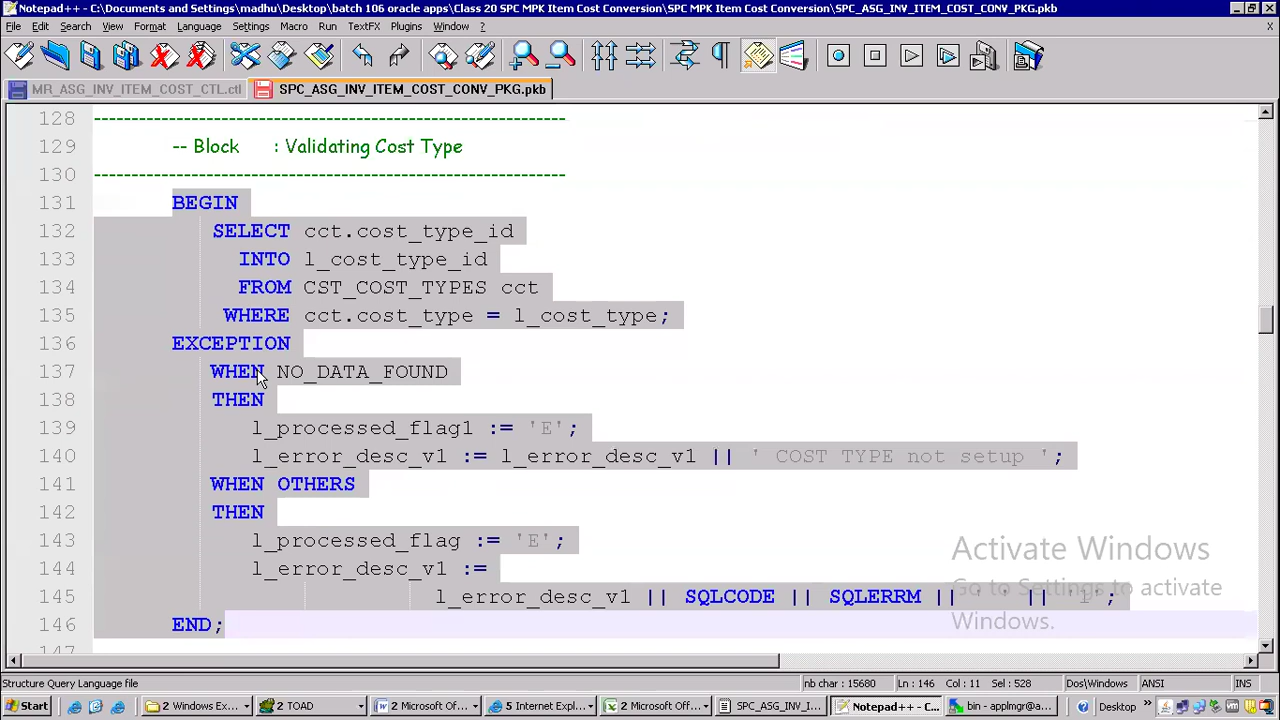 Notepad++ - C:\Documents and Settings\madhu\Desktop\batch 106 oracle apps\Class 20 SPC MPK Item Cost Conversion\SPC MPK Item Cost Conversion\SPC_ASG_INV_ITEM_COST_CONV_PKG.pkb
File Edit Search View Format Language Settings Macro Run TextFX Plugins Window ? X
MR_ASG_INV_ITEM_COST_CTL.ctl SPC_ASG_INV_ITEM_COST_CONV_PKG.pkb
128 ------------------------------------------------------------
129 -- Block : Validating Cost Type
130 ------------------------------------------------------------
131 BEGIN
132 SELECT cct.cost_type_id
133 INTO l_cost_type_id
134 FROM CST_COST_TYPES cct
135 WHERE cct.cost_type = l_cost_type;
136 EXCEPTION
137 WHEN NO_DATA_FOUND
138 THEN
139 l_processed_flag1 := 'E';
140 l_error_desc_v1 := l_error_desc_v1 || ' COST TYPE not setup ';
141 WHEN OTHERS
142 THEN
143 l_processed_flag := 'E';
144 l_error_desc_v1 :=
145 l_error_desc_v1 || SQLCODE || SQLERRM || ' ' || '1';
146 END;
147
Activate Windows
Go to Settings to activate
Windows.
Structure Query Language file nb char : 15680 Ln : 146 Col : 11 Sel : 528 Dos\Windows ANSI INS
Start 2 Windows Ex... 2 TOAD 2 Microsoft Off... 5 Internet E... 2 Microsoft Off... SPC_ASG_INV_I... Notepad++ - C... bin - applmgr@a... Desktop